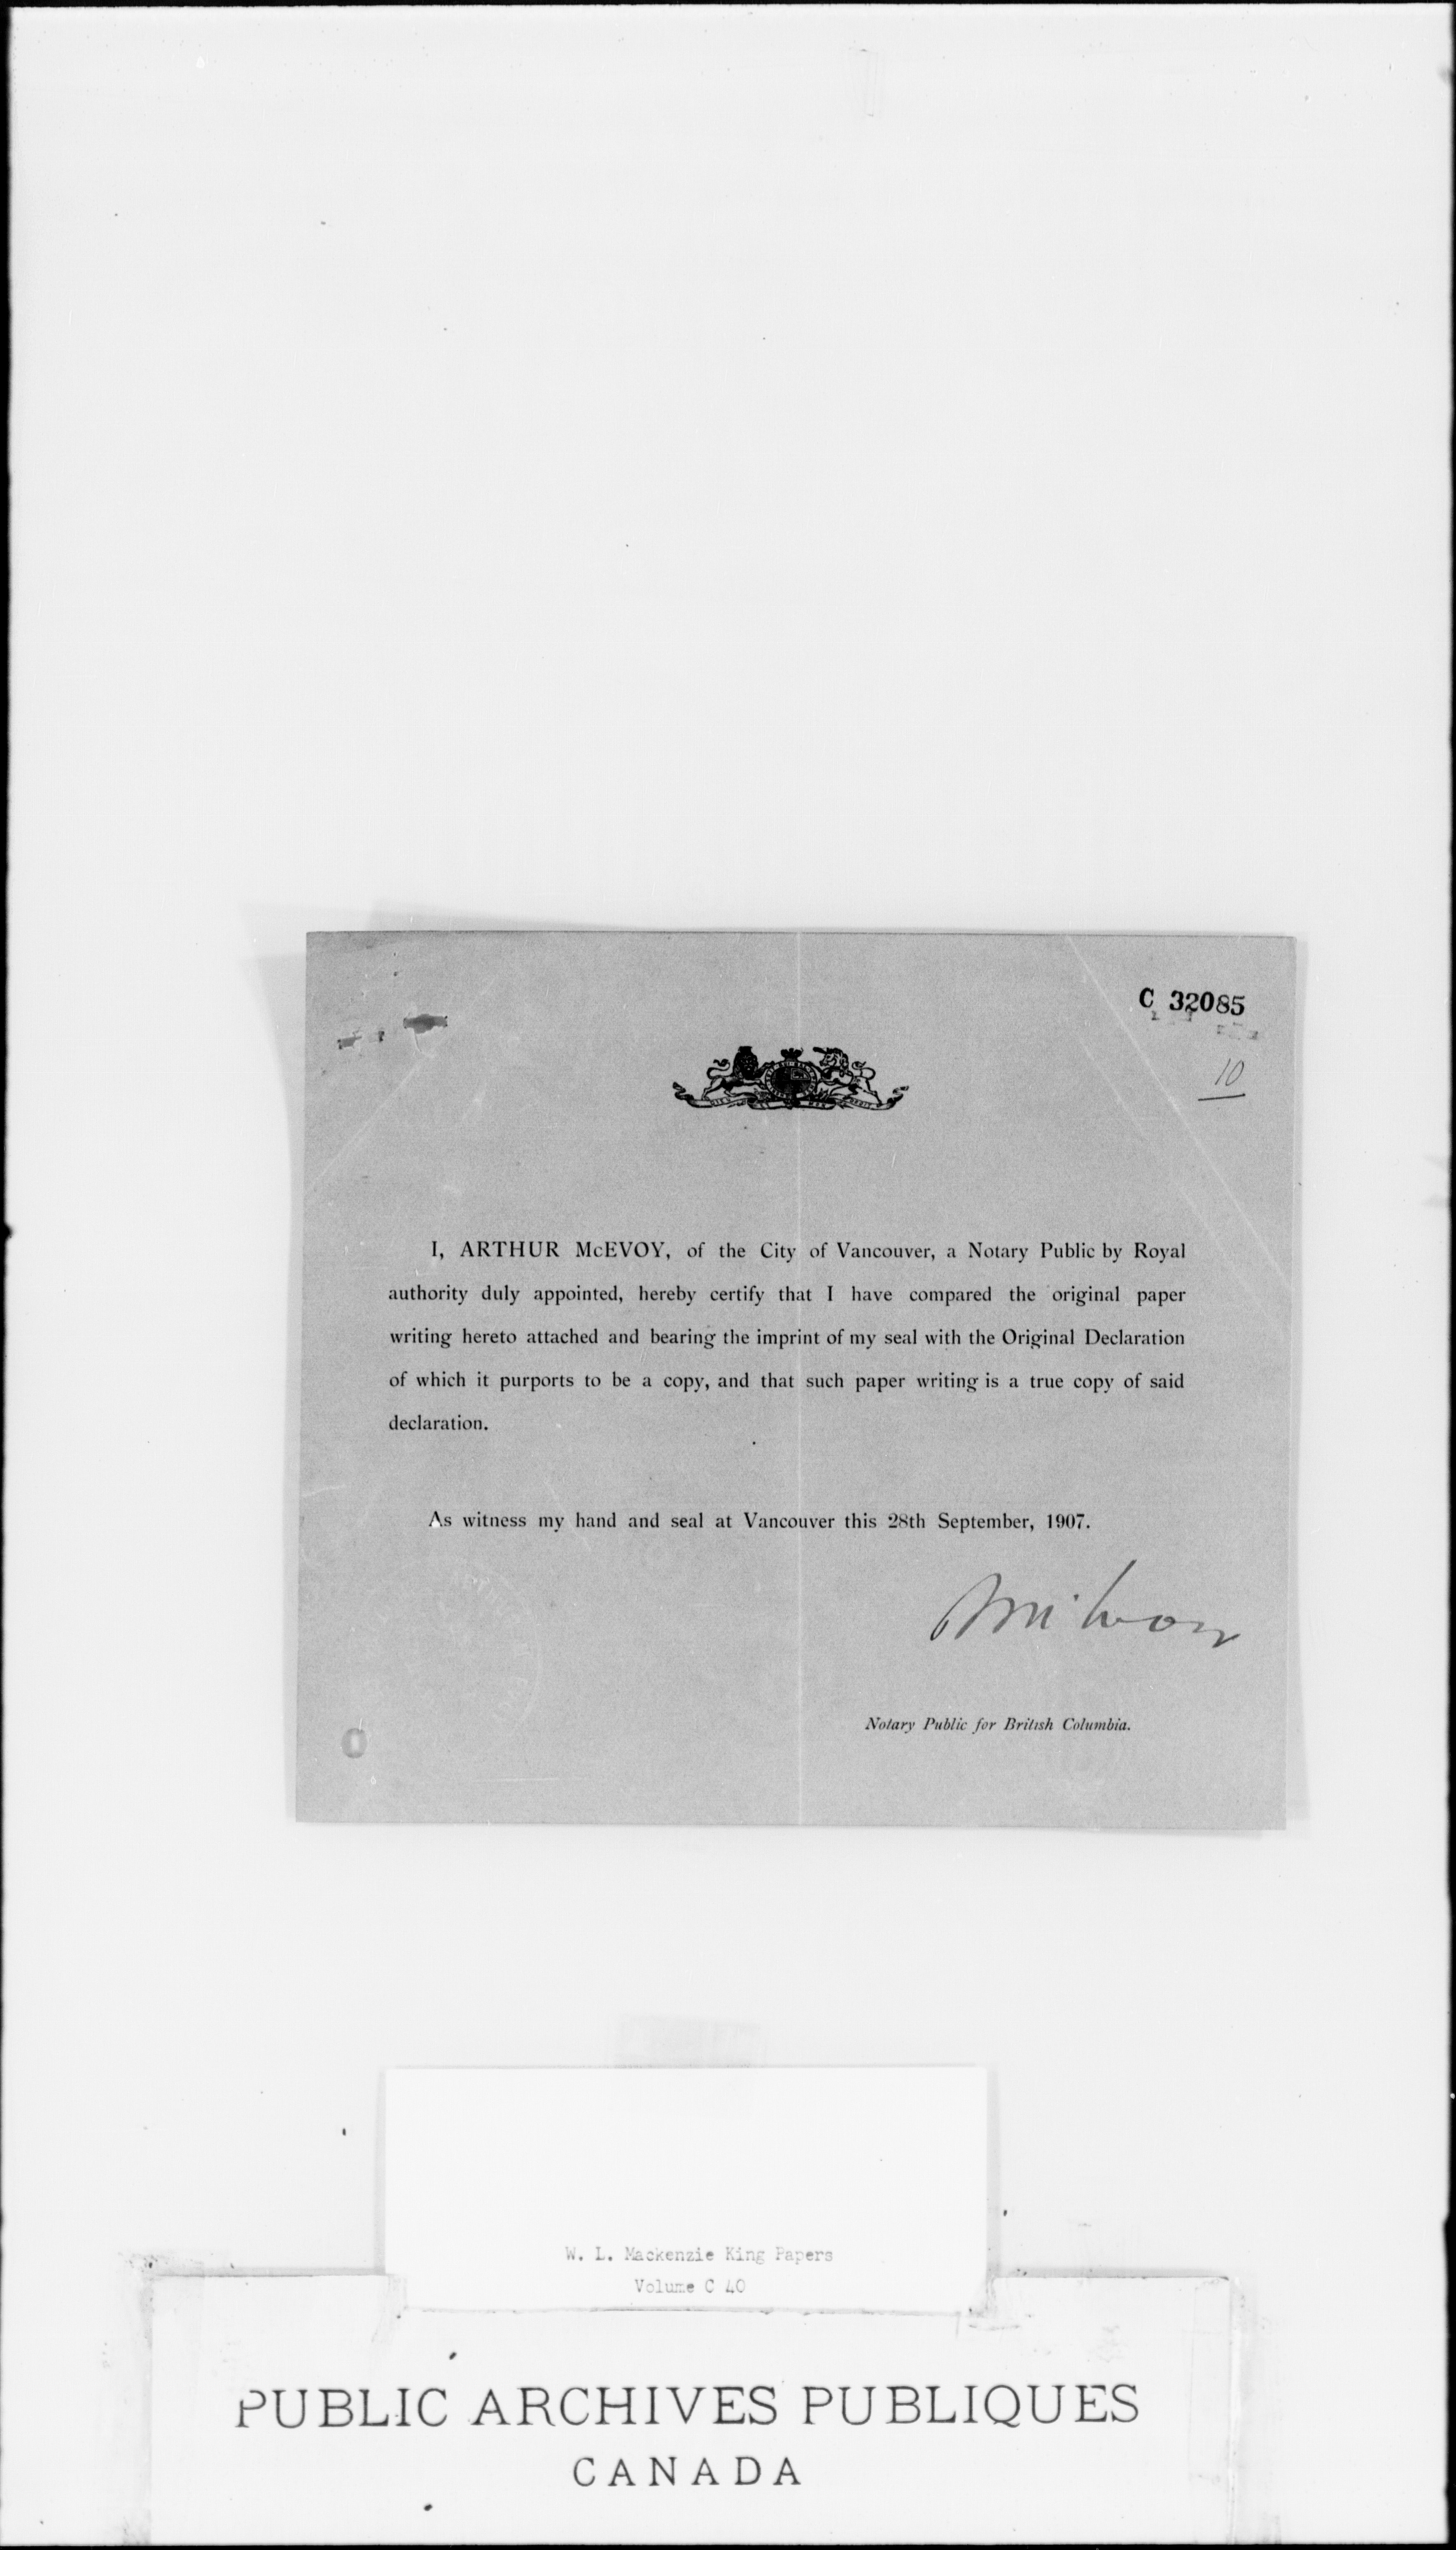 C 32085
10
I, ARTHUR McEVOY, of the City of Vancouver, a Notary Public by Royal
authority duly appointed, hereby certify that I have compared the original paper
writing hereto attached and bearing the imprint of my seal with the Original Declaration
of which it purports to be a copy, and that such paper writing is a true copy of said
declaration.
As witness my hand and seal at Vancouver this 28th September, 1907.
Notary Public for British Columbia.
W. L. Mackenzie King Papers
Volume C 40
PUBLIC ARCHIVES PUBLIQUES
CANADA